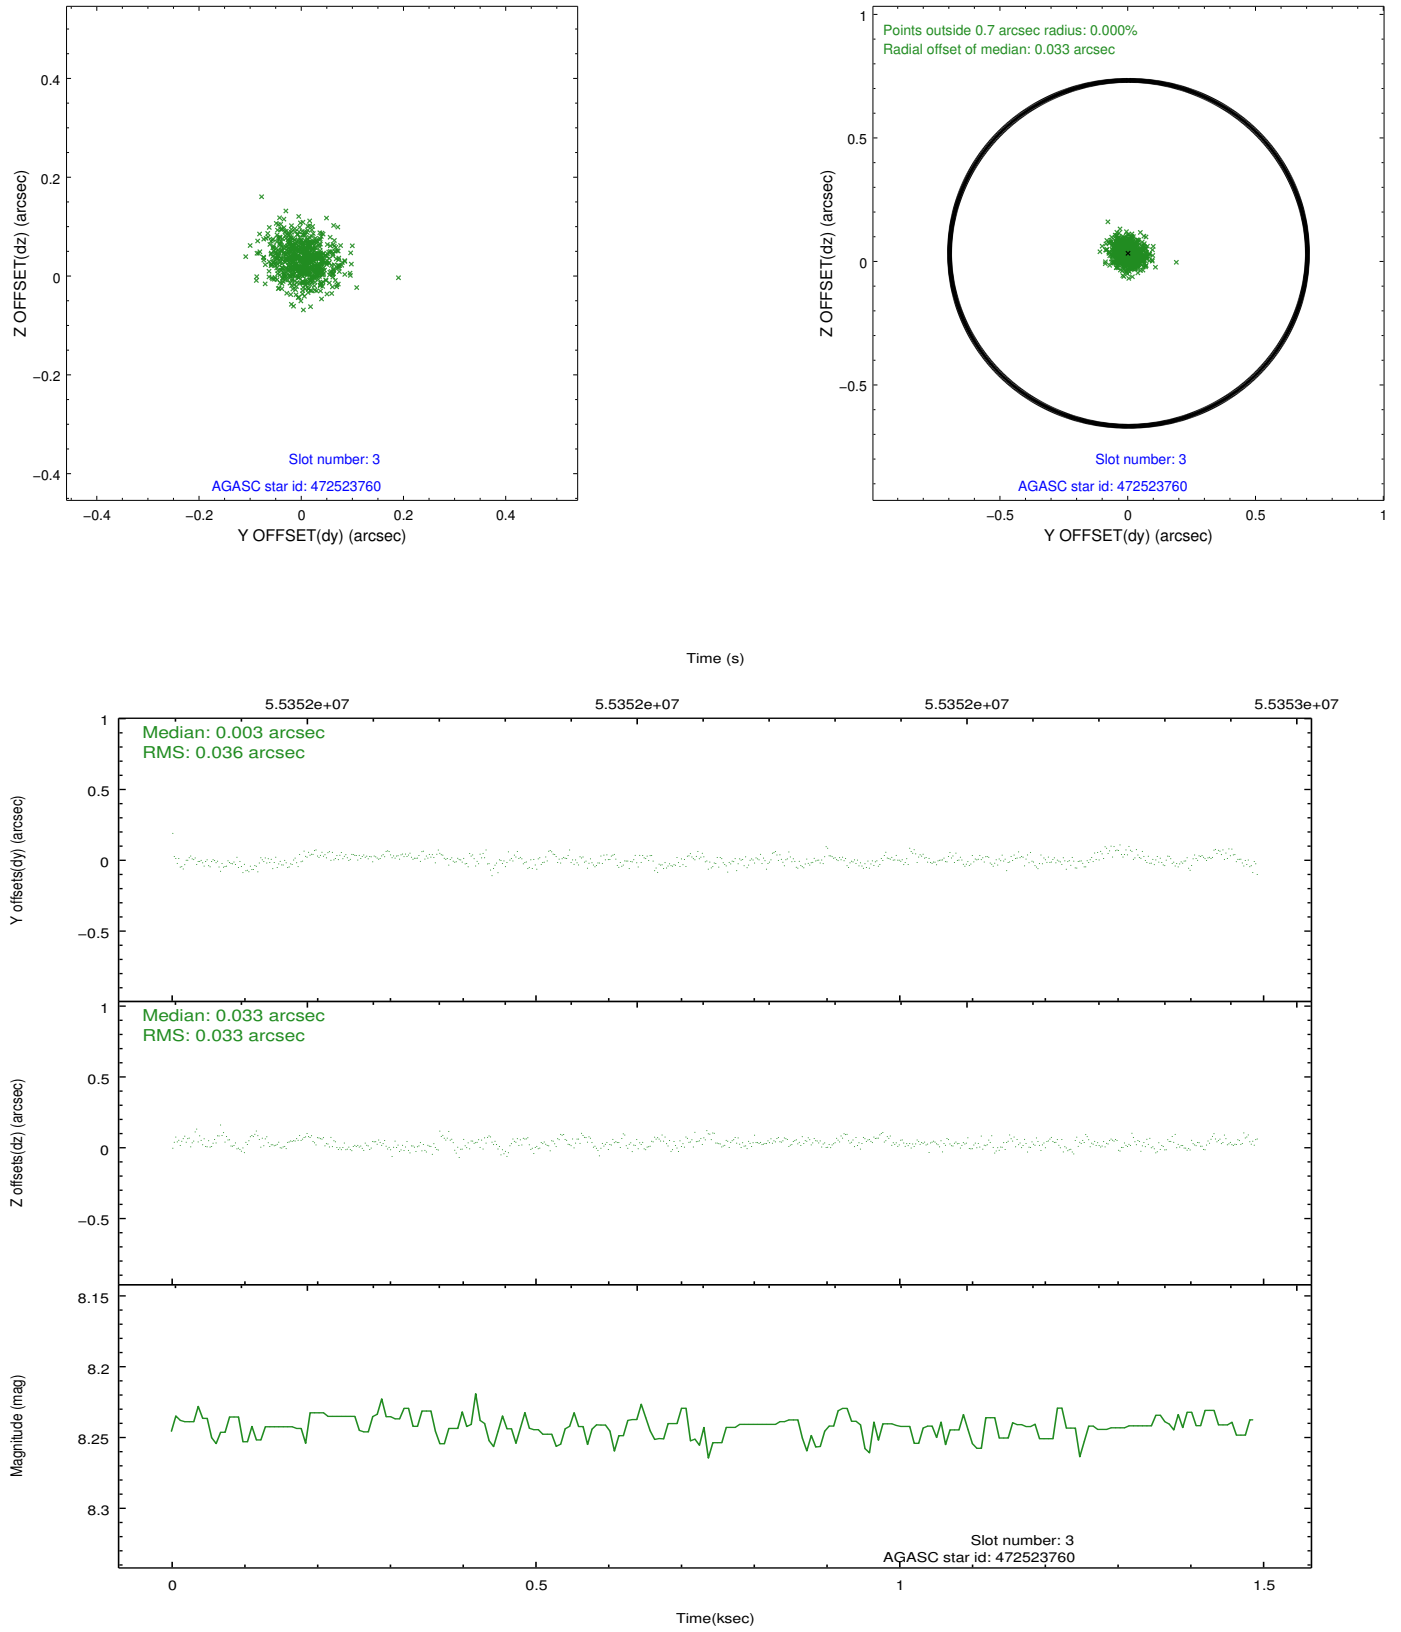 0.4
0.2
0
−0.2
−0.4
Z OFFSET(dz) (arcsec)
Slot number: 3
AGASC star id: 472523760
−0.4 −0.2 0 0.2 0.4
Y OFFSET(dy) (arcsec)
Points outside 0.7 arcsec radius: 0.000%
Radial offset of median: 0.033 arcsec
1
0.5
0
−0.5
Z OFFSET(dz) (arcsec)
Slot number: 3
AGASC star id: 472523760
−0.5 0 0.5 1
Y OFFSET(dy) (arcsec)
Time (s)
5.5352e+07 5.5352e+07 5.5352e+07 5.5353e+07
Median: 0.003 arcsec
RMS: 0.036 arcsec
1
0.5
0
−0.5
Y offsets(dy) (arcsec)
Median: 0.033 arcsec
RMS: 0.033 arcsec
1
0.5
0
−0.5
Z offsets(dz) (arcsec)
8.15
8.2
8.25
8.3
Magnitude (mag)
Slot number: 3
AGASC star id: 472523760
0 0.5 1 1.5
Time(ksec)